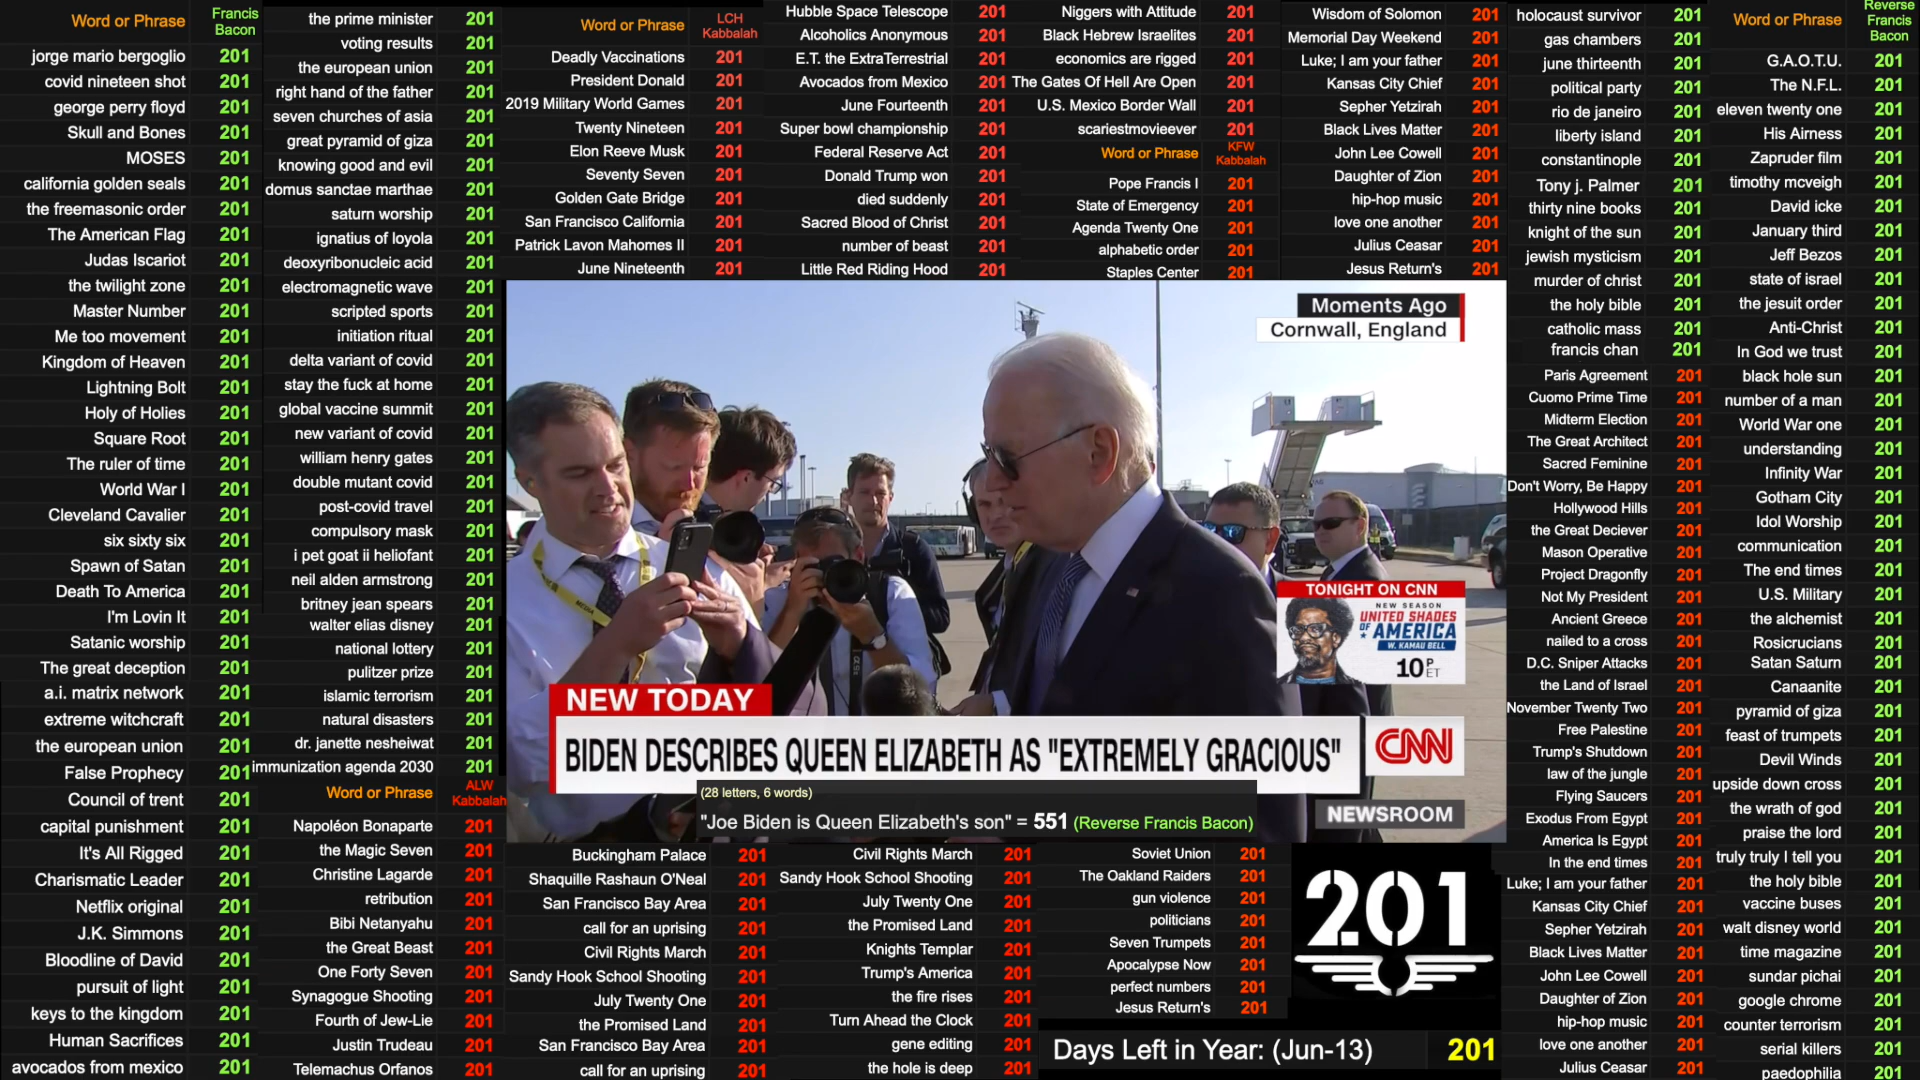 Word or Phrase Francis Bacon
jorge mario bergoglio 201
covid nineteen shot 201
george perry floyd 201
Skull and Bones 201
MOSES 201
california golden seals 201
the freemasonic order 201
The American Flag 201
Judas Iscariot 201
the twilight zone 201
Master Number 201
Me too movement 201
Kingdom of Heaven 201
Lightning Bolt 201
Holy of Holies 201
Square Root 201
The ruler of time 201
World War I 201
Cleveland Cavalier 201
six sixty six 201
Spawn of Satan 201
Death To America 201
I'm Lovin It 201
Satanic worship 201
The great deception 201
a.i. matrix network 201
extreme witchcraft 201
the european union 201
False Prophecy 201
Council of trent 201
capital punishment 201
It's All Rigged 201
Charismatic Leader 201
Netflix original 201
J.K. Simmons 201
Bloodline of David 201
pursuit of light 201
keys to the kingdom 201
Human Sacrifices 201
avocados from mexico 201
the prime minister 201
voting results 201
the european union 201
right hand of the father 201
seven churches of asia 201
great pyramid of giza 201
knowing good and evil 201
domus sanctae marthae 201
saturn worship 201
ignatius of loyola 201
deoxyribonucleic acid 201
electromagnetic wave 201
scripted sports 201
initiation ritual 201
delta variant of covid 201
stay the fuck at home 201
global vaccine summit 201
new variant of covid 201
william henry gates 201
double mutant covid 201
post-covid travel 201
compulsory mask 201
i pet goat ii heliofant 201
neil alden armstrong 201
britney jean spears 201
walter elias disney 201
national lottery 201
pulitzer prize 201
islamic terrorism 201
natural disasters 201
dr. janette nesheiwat 201
immunization agenda 2030 201
Word or Phrase ALW Kabbalah
Napoléon Bonaparte 201
the Magic Seven 201
Christine Lagarde 201
retribution 201
Bibi Netanyahu 201
the Great Beast 201
One Forty Seven 201
Synagogue Shooting 201
Fourth of Jew-Lie 201
Justin Trudeau 201
Telemachus Orfanos 201
Word or Phrase LCH Kabbalah
Deadly Vaccinations 201
President Donald 201
2019 Military World Games 201
Twenty Nineteen 201
Elon Reeve Musk 201
Seventy Seven 201
Golden Gate Bridge 201
San Francisco California 201
Patrick Lavon Mahomes II 201
June Nineteenth 201
Hubble Space Telescope 201
Alcoholics Anonymous 201
E.T. the ExtraTerrestrial 201
Avocados from Mexico 201
June Fourteenth 201
Super bowl championship 201
Federal Reserve Act 201
Donald Trump won 201
died suddenly 201
Sacred Blood of Christ 201
number of beast 201
Little Red Riding Hood 201
Niggers with Attitude 201
Black Hebrew Israelites 201
economics are rigged 201
The Gates Of Hell Are Open 201
U.S. Mexico Border Wall 201
scariestmovieever 201
Word or Phrase KFW Kabbalah
Pope Francis I 201
State of Emergency 201
Agenda Twenty One 201
alphabetic order 201
Staples Center 201
Wisdom of Solomon 201
Memorial Day Weekend 201
Luke; I am your father 201
Kansas City Chief 201
Sepher Yetzirah 201
Black Lives Matter 201
John Lee Cowell 201
Daughter of Zion 201
hip-hop music 201
love one another 201
Julius Ceasar 201
Jesus Return's 201
Moments Ago
Cornwall, England
MEDIA
TONIGHT ON CNN
NEW SEASON
UNITED SHADES
OF AMERICA
W. KAMAU BELL
10P ET
NEW TODAY
BIDEN DESCRIBES QUEEN ELIZABETH AS "EXTREMELY GRACIOUS"
CNN
(28 letters, 6 words)
"Joe Biden is Queen Elizabeth's son" = 551 (Reverse Francis Bacon)
NEWSROOM
Buckingham Palace 201
Shaquille Rashaun O'Neal 201
San Francisco Bay Area 201
call for an uprising 201
Civil Rights March 201
Sandy Hook School Shooting 201
July Twenty One 201
the Promised Land 201
San Francisco Bay Area 201
call for an uprising 201
Civil Rights March 201
Sandy Hook School Shooting 201
July Twenty One 201
the Promised Land 201
Knights Templar 201
Trump's America 201
the fire rises 201
Turn Ahead the Clock 201
gene editing 201
the hole is deep 201
Soviet Union 201
The Oakland Raiders 201
gun violence 201
politicians 201
Seven Trumpets 201
Apocalypse Now 201
perfect numbers 201
Jesus Return's 201
201
Days Left in Year: (Jun-13) 201
holocaust survivor 201
gas chambers 201
june thirteenth 201
political party 201
rio de janeiro 201
liberty island 201
constantinople 201
Tony j. Palmer 201
thirty nine books 201
knight of the sun 201
jewish mysticism 201
murder of christ 201
the holy bible 201
catholic mass 201
francis chan 201
Paris Agreement 201
Cuomo Prime Time 201
Midterm Election 201
The Great Architect 201
Sacred Feminine 201
Don't Worry, Be Happy 201
Hollywood Hills 201
the Great Deciever 201
Mason Operative 201
Project Dragonfly 201
Not My President 201
Ancient Greece 201
nailed to a cross 201
D.C. Sniper Attacks 201
the Land of Israel 201
November Twenty Two 201
Free Palestine 201
Trump's Shutdown 201
law of the jungle 201
Flying Saucers 201
Exodus From Egypt 201
America Is Egypt 201
In the end times 201
Luke; I am your father 201
Kansas City Chief 201
Sepher Yetzirah 201
Black Lives Matter 201
John Lee Cowell 201
Daughter of Zion 201
hip-hop music 201
love one another 201
Julius Ceasar 201
Word or Phrase Reverse Francis Bacon
G.A.O.T.U. 201
The N.F.L. 201
eleven twenty one 201
His Airness 201
Zapruder film 201
timothy mcveigh 201
David icke 201
January third 201
Jeff Bezos 201
state of israel 201
the jesuit order 201
Anti-Christ 201
In God we trust 201
black hole sun 201
number of a man 201
World War one 201
understanding 201
Infinity War 201
Gotham City 201
Idol Worship 201
communication 201
The end times 201
U.S. Military 201
the alchemist 201
Rosicrucians 201
Satan Saturn 201
Canaanite 201
pyramid of giza 201
feast of trumpets 201
Devil Winds 201
upside down cross 201
the wrath of god 201
praise the lord 201
truly truly I tell you 201
the holy bible 201
vaccine buses 201
walt disney world 201
time magazine 201
sundar pichai 201
google chrome 201
counter terrorism 201
serial killers 201
paedophilia 201